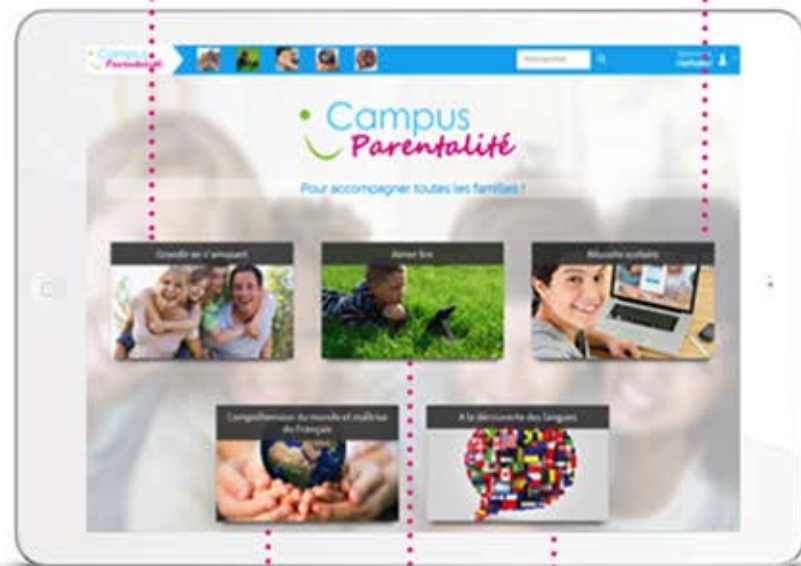 Campus
Parentalité
Campus
Parentalité
Pour accompagner toutes les familles !
Grandir en s'amusant
Aimer lire
Réussite scolaire
Compréhension du monde et maîtrise
du Français
A la découverte des langues